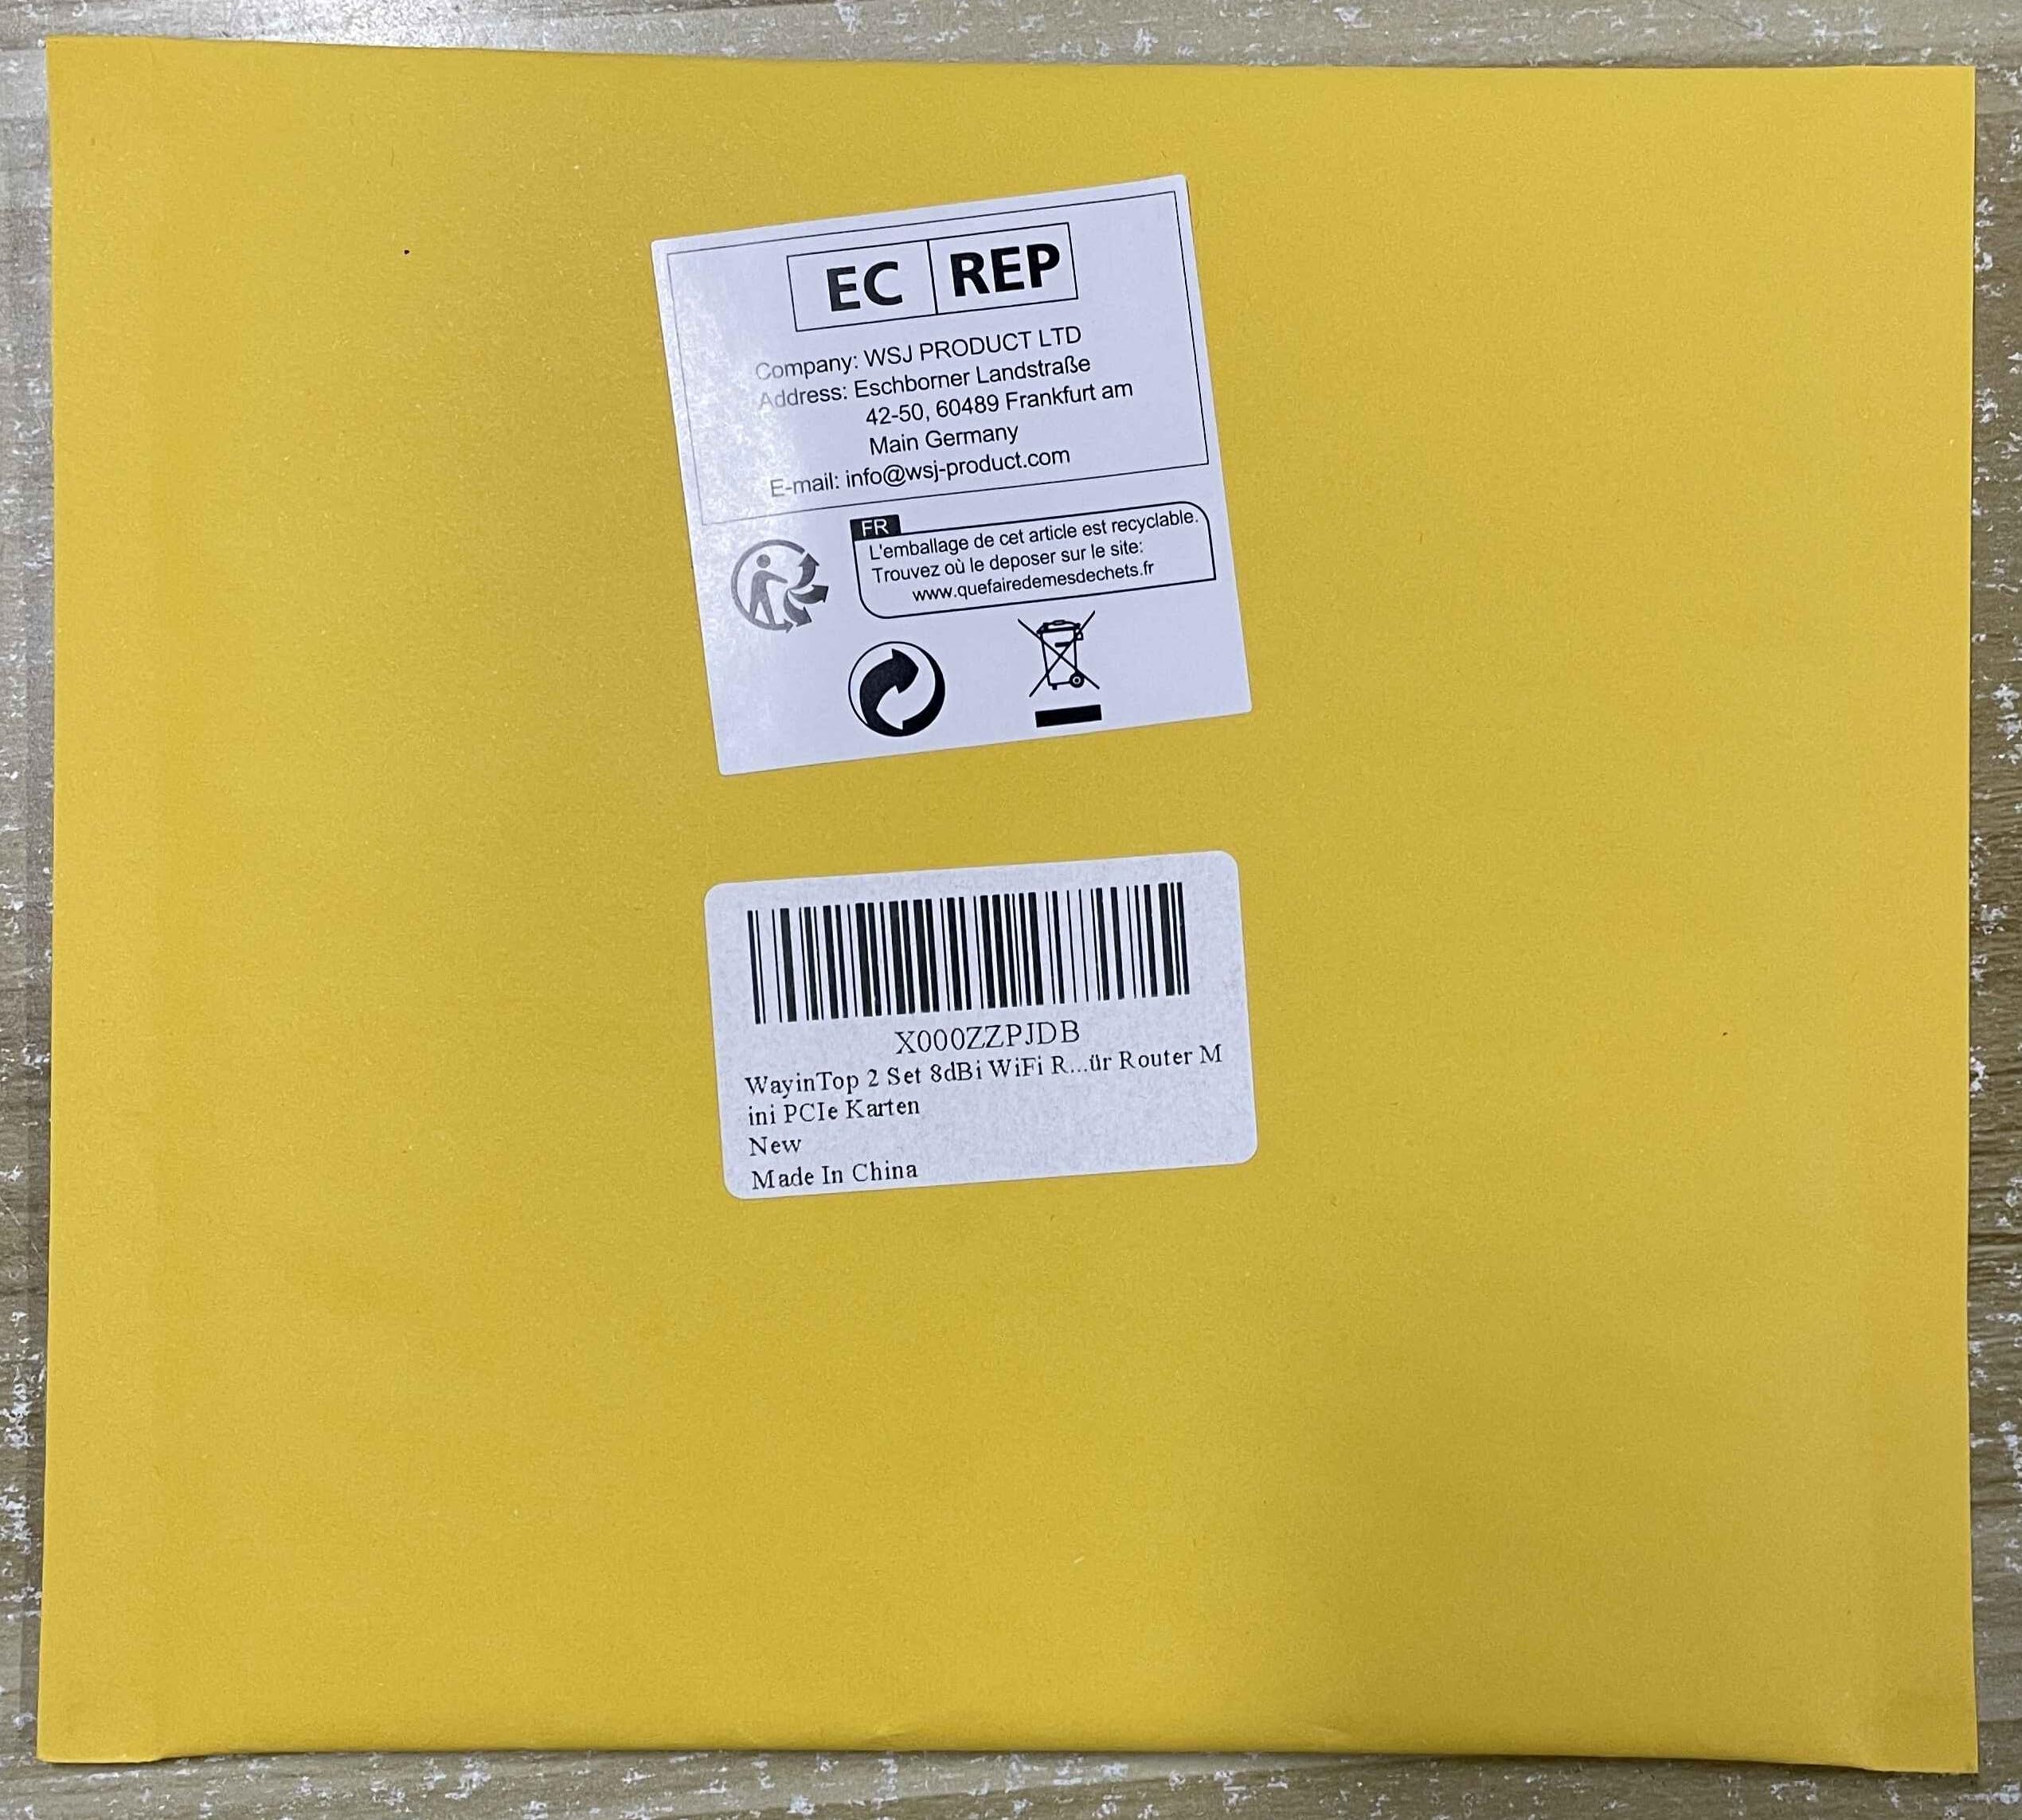 EC REP
Company: WSJ PRODUCT LTD
Address: Eschborner Landstraße
42-50, 60489 Frankfurt am
Main Germany
E-mail: info@wsj-product.com
FR
L'emballage de cet article est recyclable.
Trouvez où le deposer sur le site:
www.quefairedemesdechets.fr
X000ZZPJDB
WayinTop 2 Set 8dBi WiFi R...ür Router M
ini PCIe Karten
New
Made In China